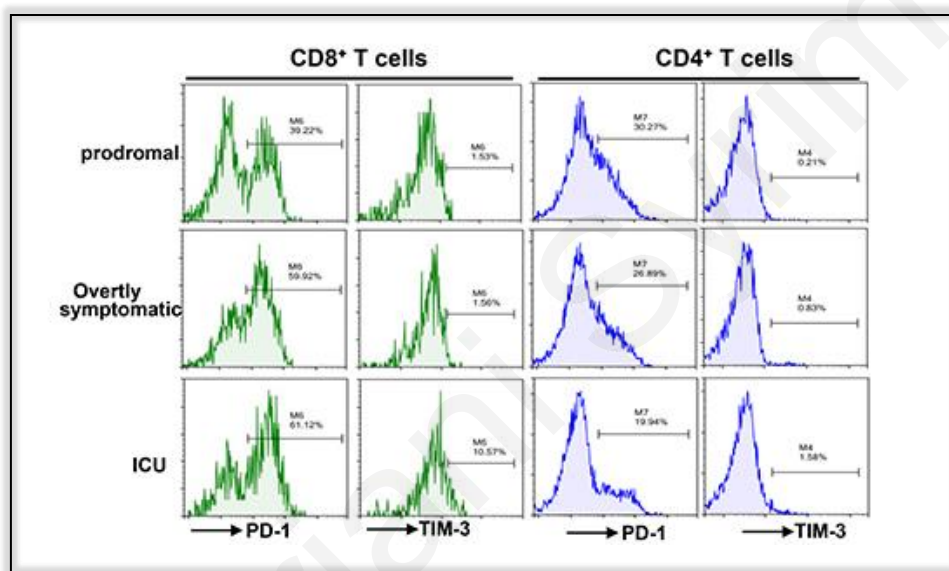 CD8+ T cells
CD4+ T cells
prodromal
M6
39.22%
M6
1.53%
M7
30.27%
M4
0.21%
Overtly
symptomatic
M6
59.92%
M6
1.56%
M7
26.89%
M4
0.83%
ICU
M6
61.12%
M6
10.57%
M7
19.94%
M4
1.58%
PD-1
TIM-3
PD-1
TIM-3